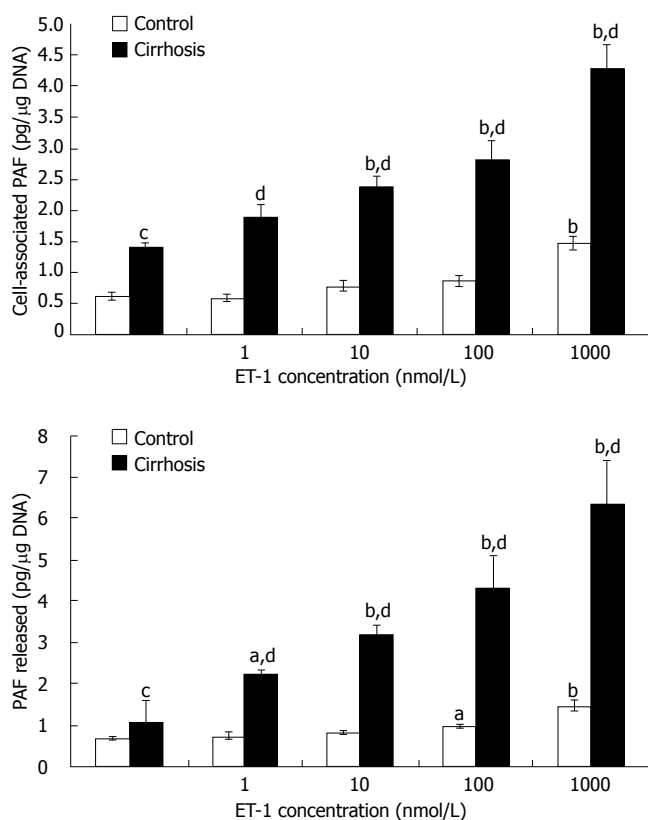 5.0
4.5
4.0
3.5
3.0
2.5
2.0
1.5
1.0
0.5
0
Cell-associated PAF (pg/μg DNA)
Control
Cirrhosis
c
d
b,d
b,d
b
b,d
1 10 100 1000
ET-1 concentration (nmol/L)
8
7
6
5
4
3
2
1
0
PAF released (pg/μg DNA)
Control
Cirrhosis
c
a,d
b,d
a
b,d
b
b,d
1 10 100 1000
ET-1 concentration (nmol/L)